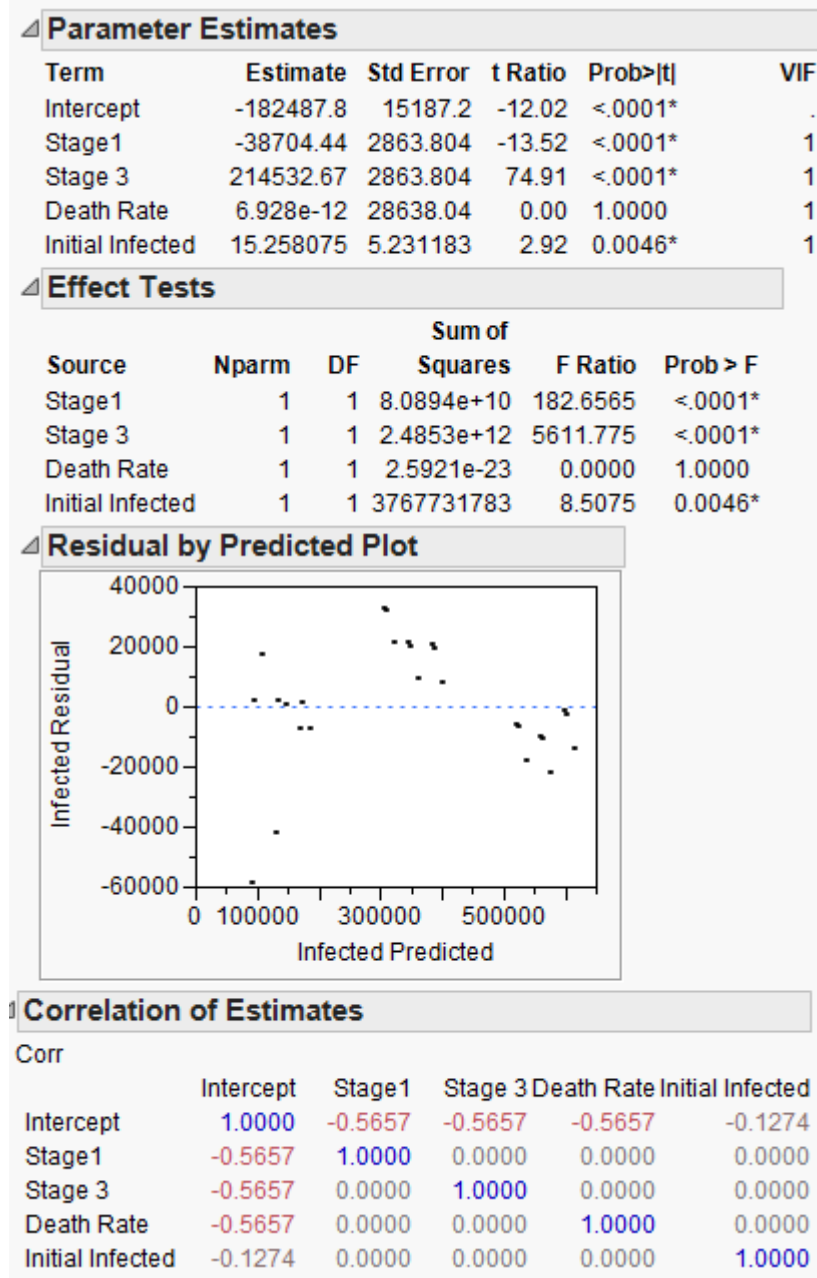 Parameter Estimates
Term Estimate Std Error t Ratio Prob>|t| VIF
Intercept -182487.8 15187.2 -12.02 <.0001* .
Stage1 -38704.44 2863.804 -13.52 <.0001* 1
Stage 3 214532.67 2863.804 74.91 <.0001* 1
Death Rate 6.928e-12 28638.04 0.00 1.0000 1
Initial Infected 15.258075 5.231183 2.92 0.0046* 1
Effect Tests
Sum of
Source Nparm DF Squares F Ratio Prob > F
Stage1 1 1 8.0894e+10 182.6565 <.0001*
Stage 3 1 1 2.4853e+12 5611.775 <.0001*
Death Rate 1 1 2.5921e-23 0.0000 1.0000
Initial Infected 1 1 3767731783 8.5075 0.0046*
Residual by Predicted Plot
40000
20000
0
-20000
-40000
-60000
Infected Residual
0 100000 300000 500000
Infected Predicted
Correlation of Estimates
Corr
Intercept Stage1 Stage 3 Death Rate Initial Infected
Intercept 1.0000 -0.5657 -0.5657 -0.5657 -0.1274
Stage1 -0.5657 1.0000 0.0000 0.0000 0.0000
Stage 3 -0.5657 0.0000 1.0000 0.0000 0.0000
Death Rate -0.5657 0.0000 0.0000 1.0000 0.0000
Initial Infected -0.1274 0.0000 0.0000 0.0000 1.0000